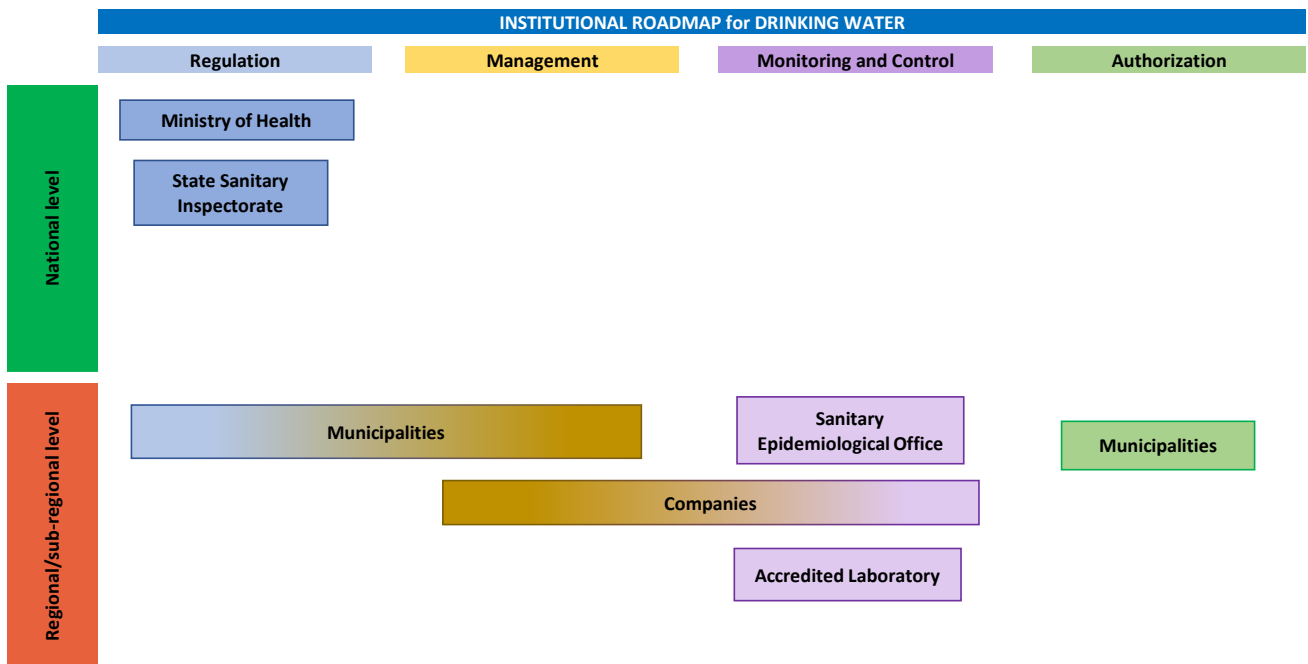 INSTITUTIONAL ROADMAP for DRINKING WATER
Regulation
Management
Monitoring and Control
Authorization
National level
Ministry of Health
State Sanitary
Inspectorate
Regional/sub-regional level
Municipalities
Sanitary
Epidemiological Office
Municipalities
Companies
Accredited Laboratory